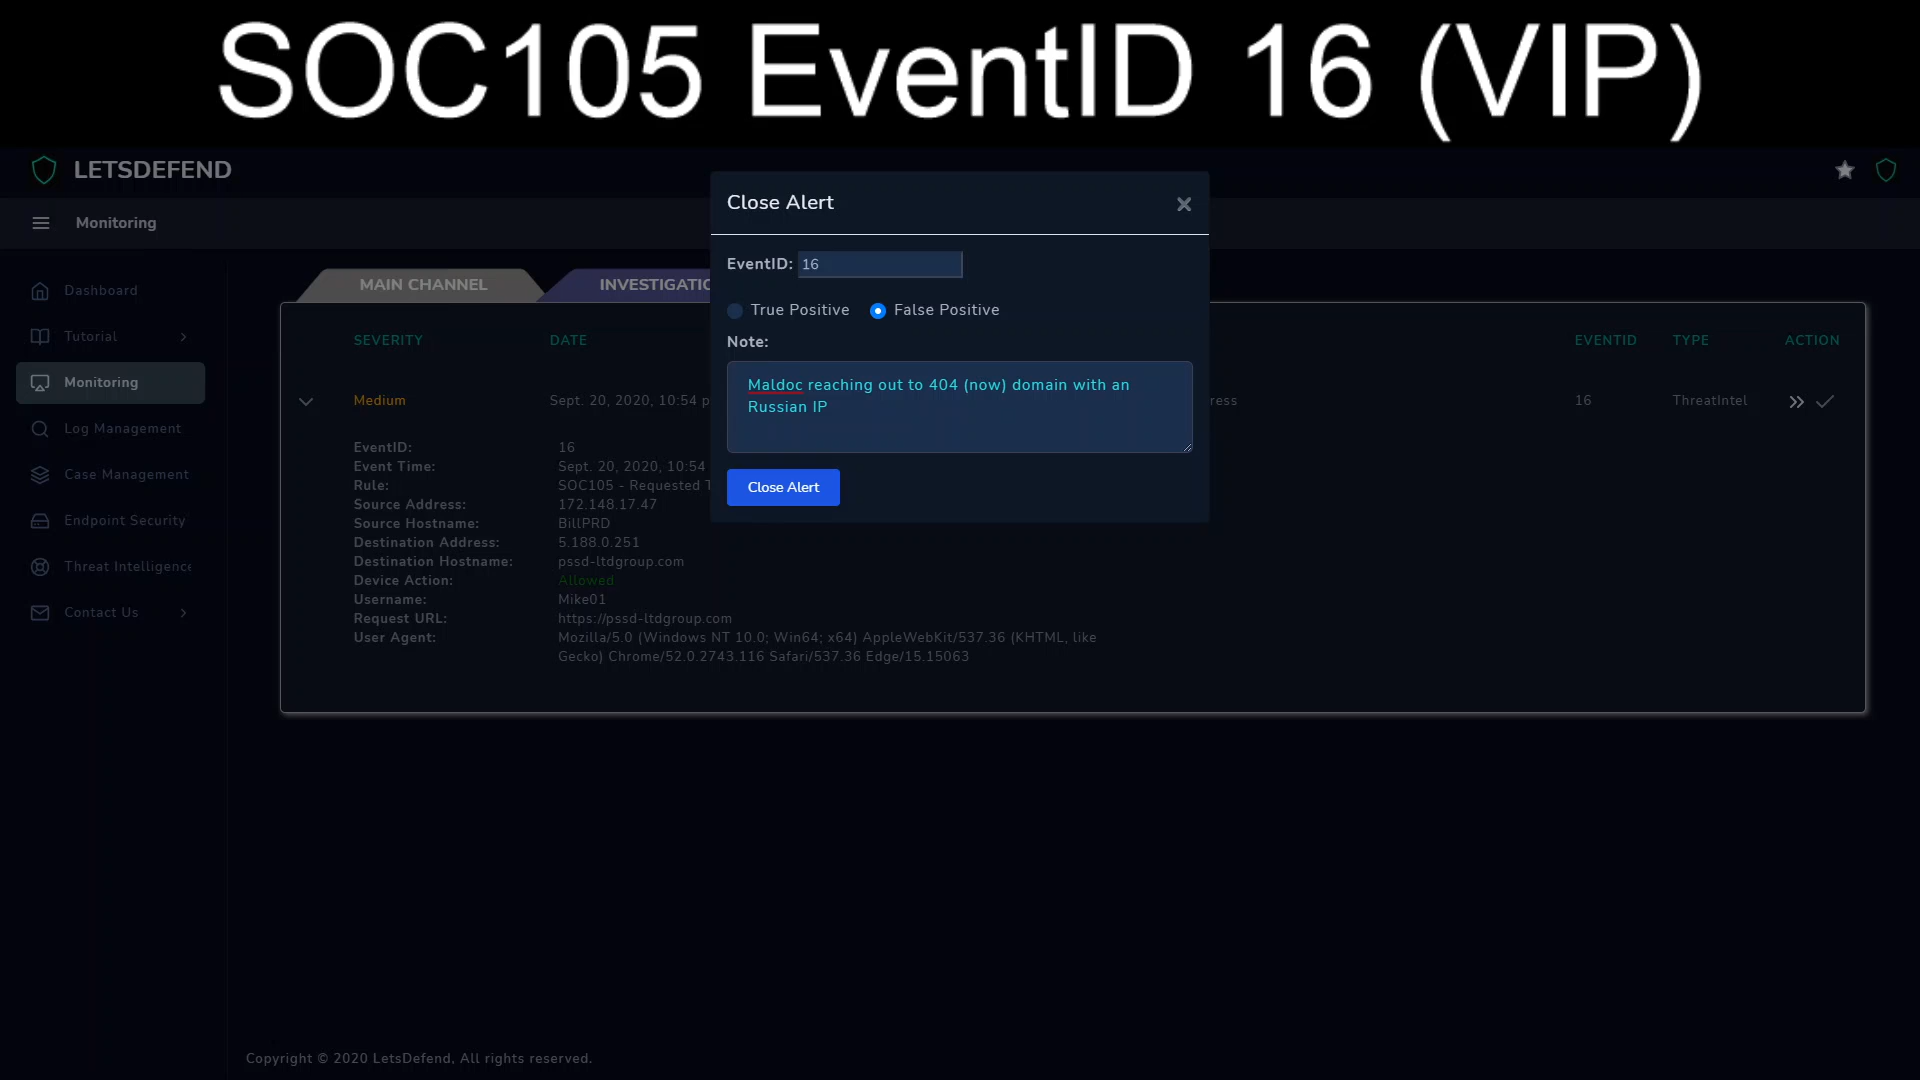 SOC105 EventID 16 (VIP)
LETSDEFEND
Monitoring
Close Alert
EventID: 16
True Positive False Positive
Note:
Maldoc reaching out to 404 (now) domain with an
Russian IP
Close Alert
Dashboard
Tutorial
Monitoring
Log Management
Case Management
Endpoint Security
Threat Intelligence
Contact Us
MAIN CHANNEL INVESTIGATIO
SEVERITY DATE EVENTID TYPE ACTION
Medium Sept. 20, 2020, 10:54 p ress 16 ThreatIntel
EventID: 16
Event Time: Sept. 20, 2020, 10:54
Rule: SOC105 - Requested T
Source Address: 172.148.17.47
Source Hostname: BillPRD
Destination Address: 5.188.0.251
Destination Hostname: pssd-ltdgroup.com
Device Action: Allowed
Username: Mike01
Request URL: https://pssd-ltdgroup.com
User Agent: Mozilla/5.0 (Windows NT 10.0; Win64; x64) AppleWebKit/537.36 (KHTML, like
Gecko) Chrome/52.0.2743.116 Safari/537.36 Edge/15.15063
Copyright © 2020 LetsDefend, All rights reserved.